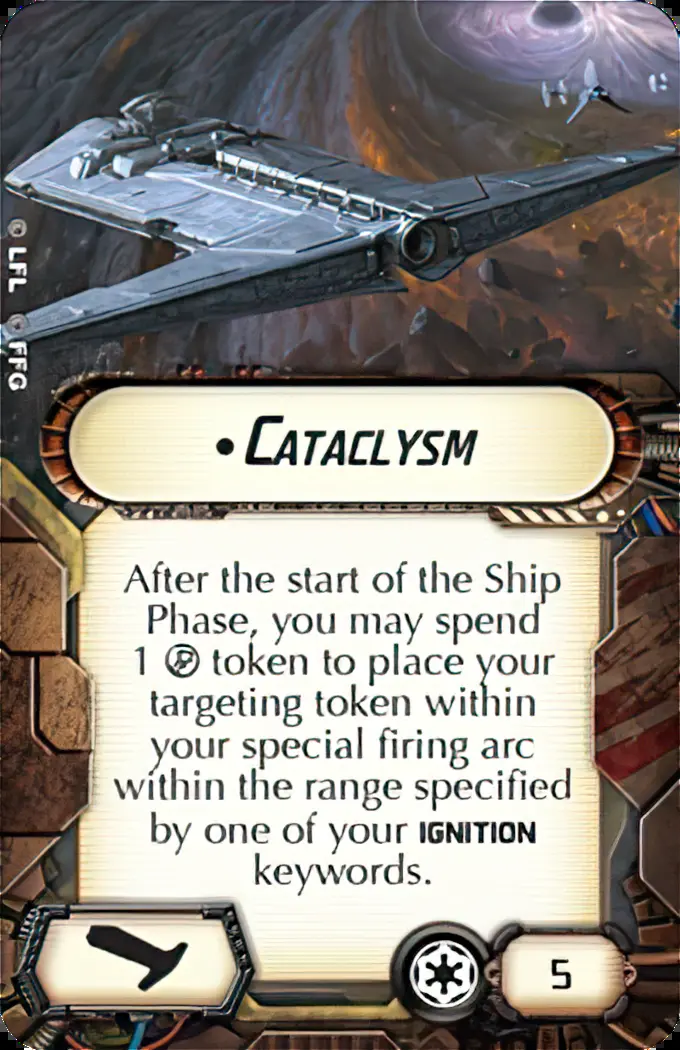 © LFL © FFG
• CATACLYSM
After the start of the Ship
Phase, you may spend
1 token to place your
targeting token within
your special firing arc
within the range specified
by one of your IGNITION
keywords.
5